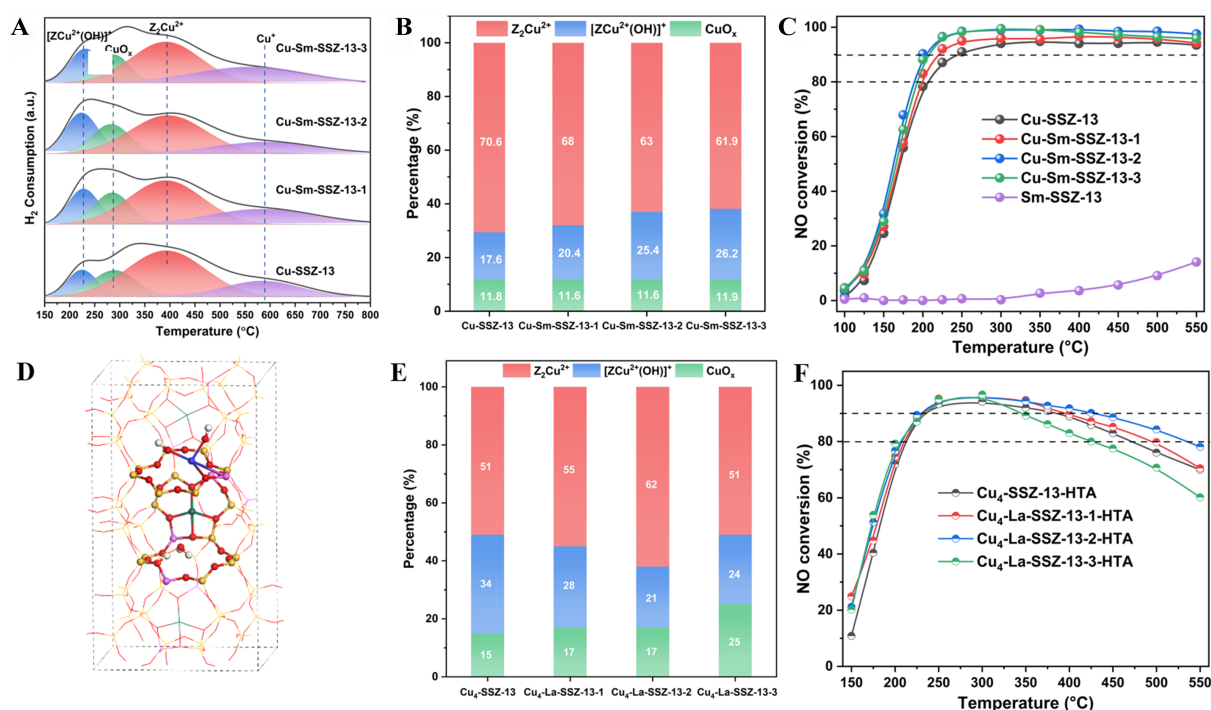 A
[ZCu²⁺(OH)]⁺
CuOₓ
Z₂Cu²⁺
Cu⁺
Cu-Sm-SSZ-13-3
Cu-Sm-SSZ-13-2
Cu-Sm-SSZ-13-1
Cu-SSZ-13
H₂ Consumption (a.u.)
150 200 250 300 350 400 450 500 550 600 650 700 750 800
Temperature (°C)
B
Z₂Cu²⁺ [ZCu²⁺(OH)]⁺ CuOₓ
Percentage (%)
100
80
60
40
20
0
70.6 68 63 61.9
17.6 20.4 25.4 26.2
11.8 11.6 11.6 11.9
Cu-SSZ-13 Cu-Sm-SSZ-13-1 Cu-Sm-SSZ-13-2 Cu-Sm-SSZ-13-3
C
NO conversion (%)
100
80
60
40
20
0
Cu-SSZ-13
Cu-Sm-SSZ-13-1
Cu-Sm-SSZ-13-2
Cu-Sm-SSZ-13-3
Sm-SSZ-13
100 150 200 250 300 350 400 450 500 550
Temperature (°C)
D
E
Z₂Cu²⁺ [ZCu²⁺(OH)]⁺ CuOₓ
Percentage (%)
100
80
60
40
20
0
51 55 62 51
34 28 21 24
15 17 17 25
Cu₄-SSZ-13 Cu₄-La-SSZ-13-1 Cu₄-La-SSZ-13-2 Cu₄-La-SSZ-13-3
F
NO conversion (%)
100
80
60
40
20
0
Cu₄-SSZ-13-HTA
Cu₄-La-SSZ-13-1-HTA
Cu₄-La-SSZ-13-2-HTA
Cu₄-La-SSZ-13-3-HTA
150 200 250 300 350 400 450 500 550
Temperature (°C)